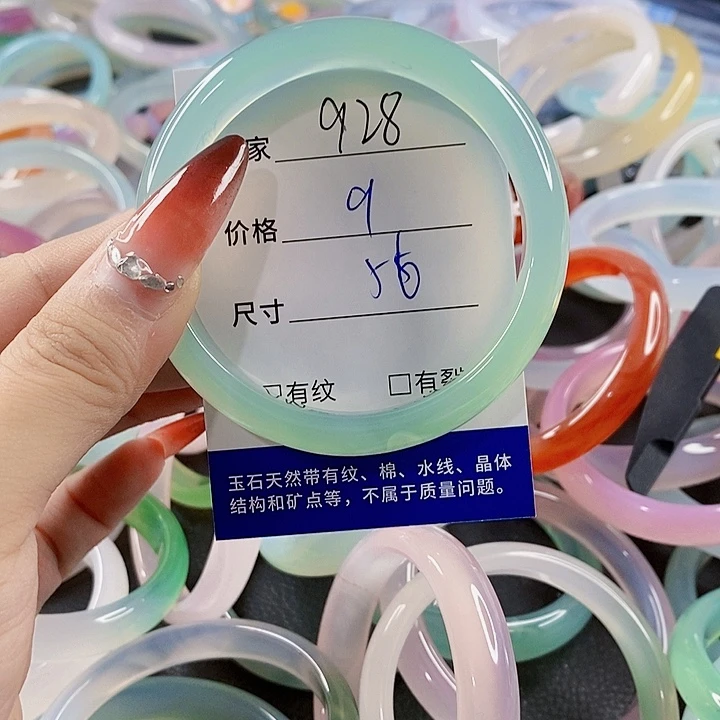 家 928
价格 9
尺寸 56
□有纹 □有裂
玉石天然带有纹、棉、水线、晶体
结构和矿点等，不属于质量问题。